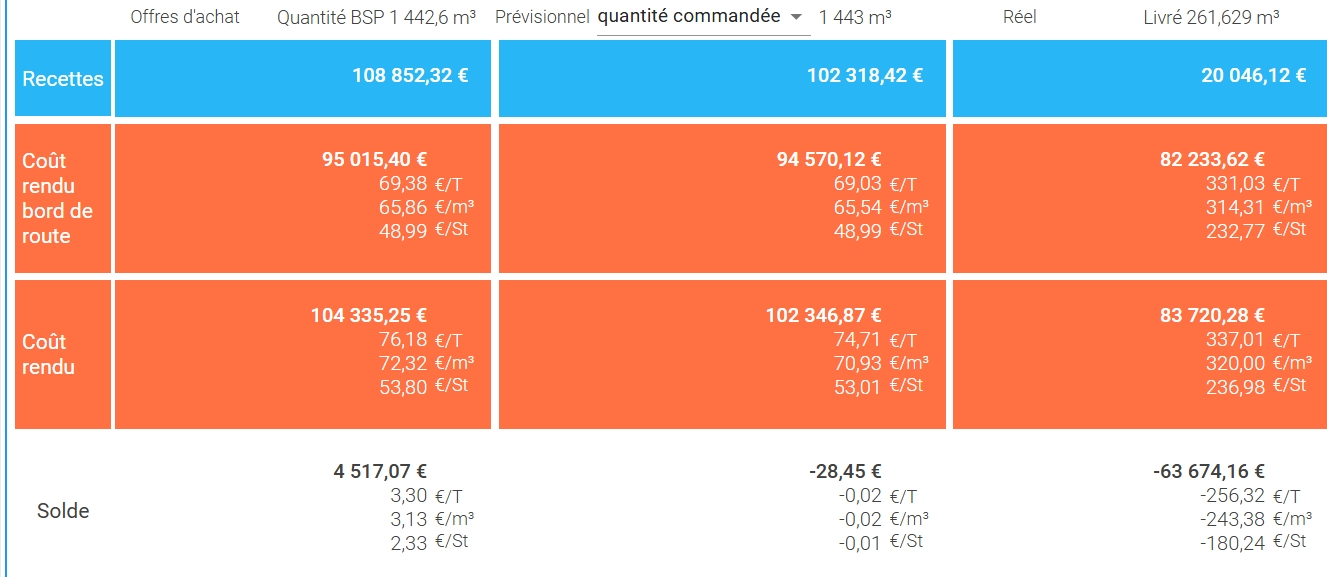 Offres d'achat Quantité BSP 1 442,6 m³ Prévisionnel quantité commandée 1 443 m³ Réel Livré 261,629 m³
Recettes 108 852,32 € 102 318,42 € 20 046,12 €
Coût rendu bord de route
95 015,40 € 94 570,12 € 82 233,62 €
69,38 €/T 69,03 €/T 331,03 €/T
65,86 €/m³ 65,54 €/m³ 314,31 €/m³
48,99 €/St 48,99 €/St 232,77 €/St
Coût rendu
104 335,25 € 102 346,87 € 83 720,28 €
76,18 €/T 74,71 €/T 337,01 €/T
72,32 €/m³ 70,93 €/m³ 320,00 €/m³
53,80 €/St 53,01 €/St 236,98 €/St
Solde
4 517,07 € -28,45 € -63 674,16 €
3,30 €/T -0,02 €/T -256,32 €/T
3,13 €/m³ -0,02 €/m³ -243,38 €/m³
2,33 €/St -0,01 €/St -180,24 €/St